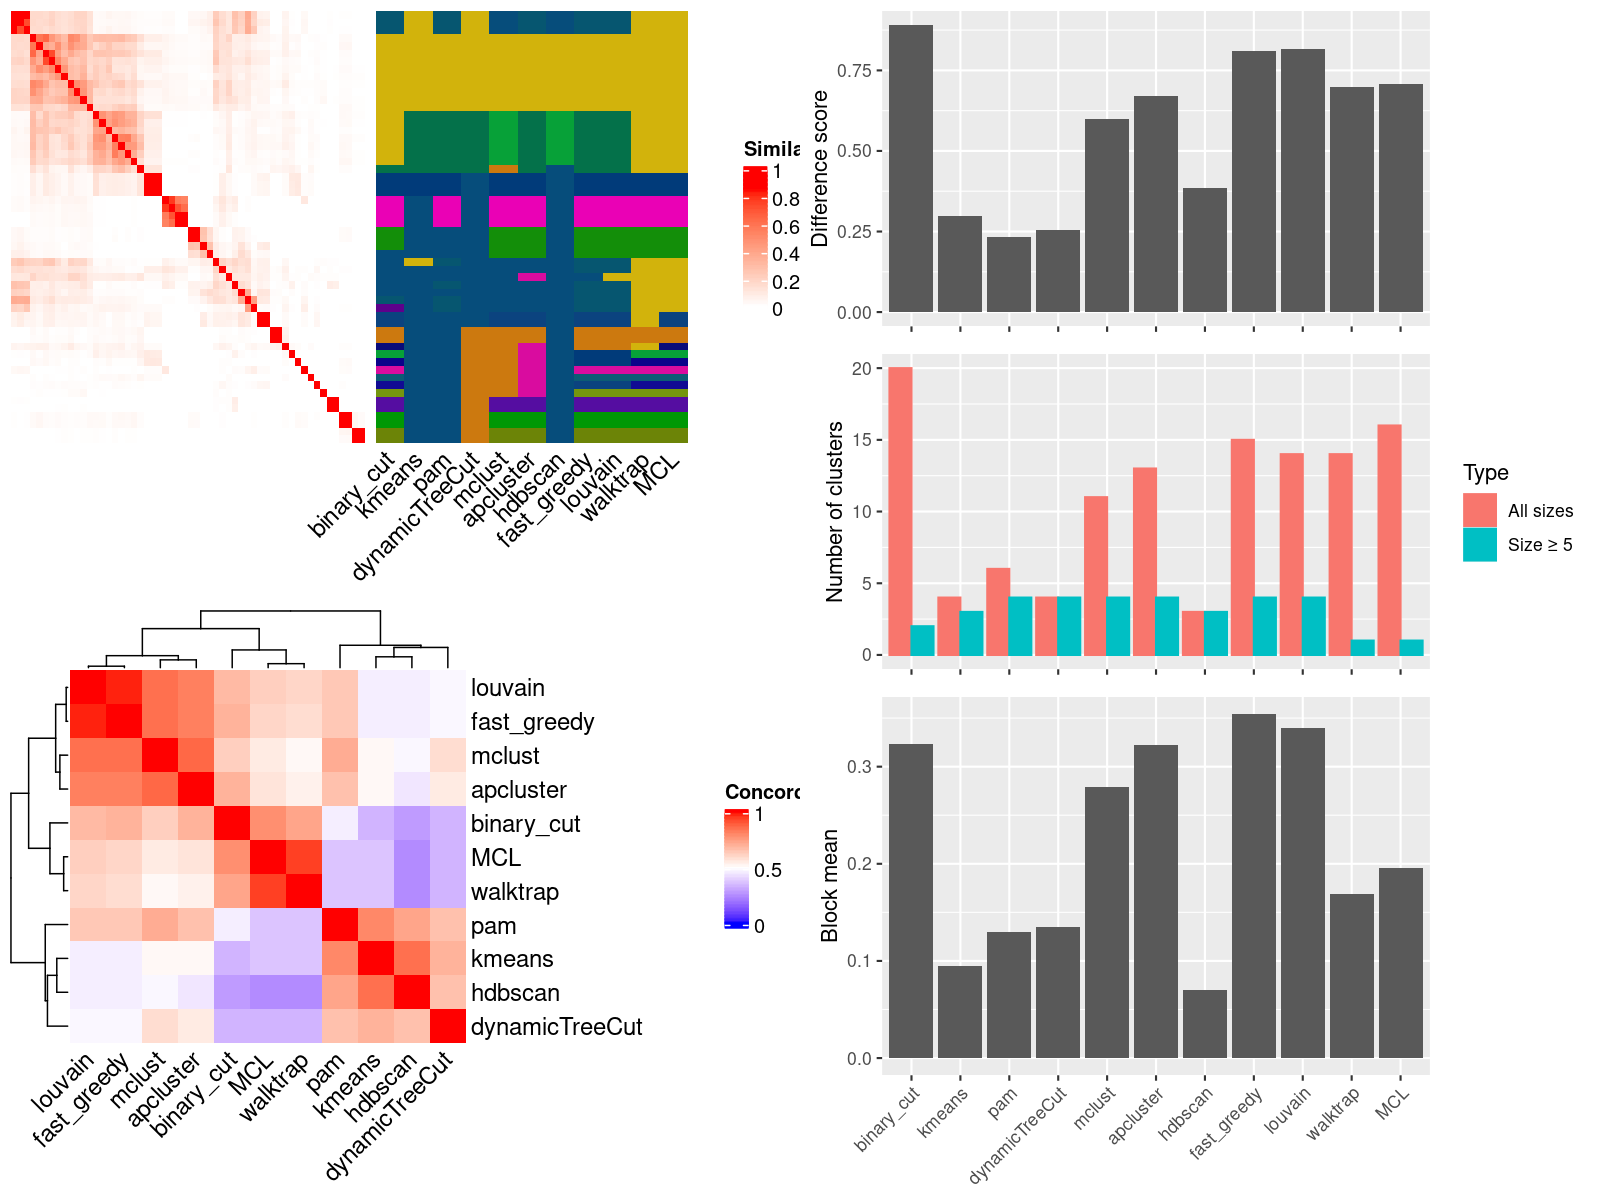 Simila
1
0.8
0.6
0.4
0.2
0
binary_cut
kmeans
pam
dynamicTreeCut
mclust
apcluster
hdbscan
fast_greedy
louvain
walktrap
MCL
louvain
fast_greedy
mclust
apcluster
binary_cut
MCL
walktrap
pam
kmeans
hdbscan
dynamicTreeCut
louvain
fast_greedy
mclust
apcluster
binary_cut
MCL
walktrap
pam
kmeans
hdbscan
dynamicTreeCut
Conco
1
0.5
0
Difference score
0.75
0.50
0.25
0.00
Number of clusters
20
15
10
5
0
Type
All sizes
Size ≥ 5
Block mean
0.3
0.2
0.1
0.0
binary_cut
kmeans
pam
dynamicTreeCut
mclust
apcluster
hdbscan
fast_greedy
louvain
walktrap
MCL